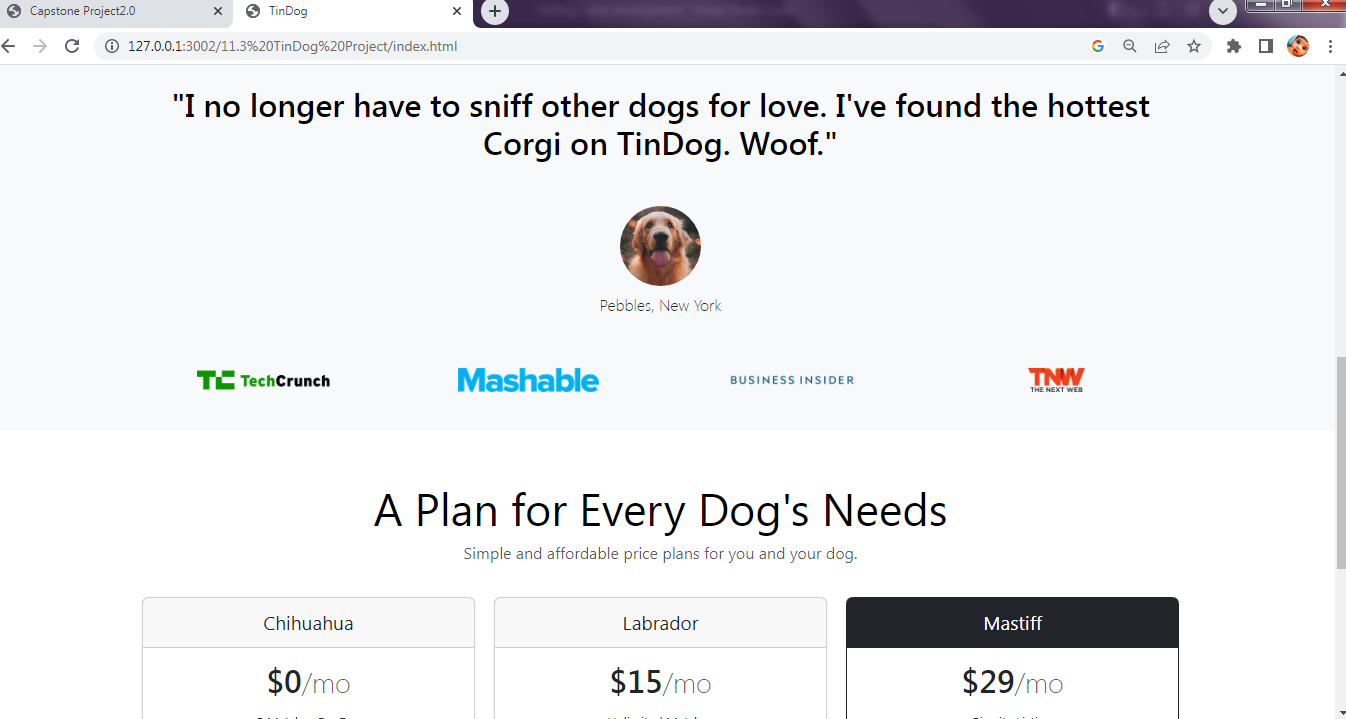 Capstone Project2.0
TinDog
127.0.0.1:3002/11.3%20TinDog%20Project/index.html
"I no longer have to sniff other dogs for love. I've found the hottest
Corgi on TinDog. Woof."
Pebbles, New York
TC TechCrunch
Mashable
BUSINESS INSIDER
TNW
THE NEXT WEB
A Plan for Every Dog's Needs
Simple and affordable price plans for you and your dog.
Chihuahua
Labrador
Mastiff
$0/mo
$15/mo
$29/mo